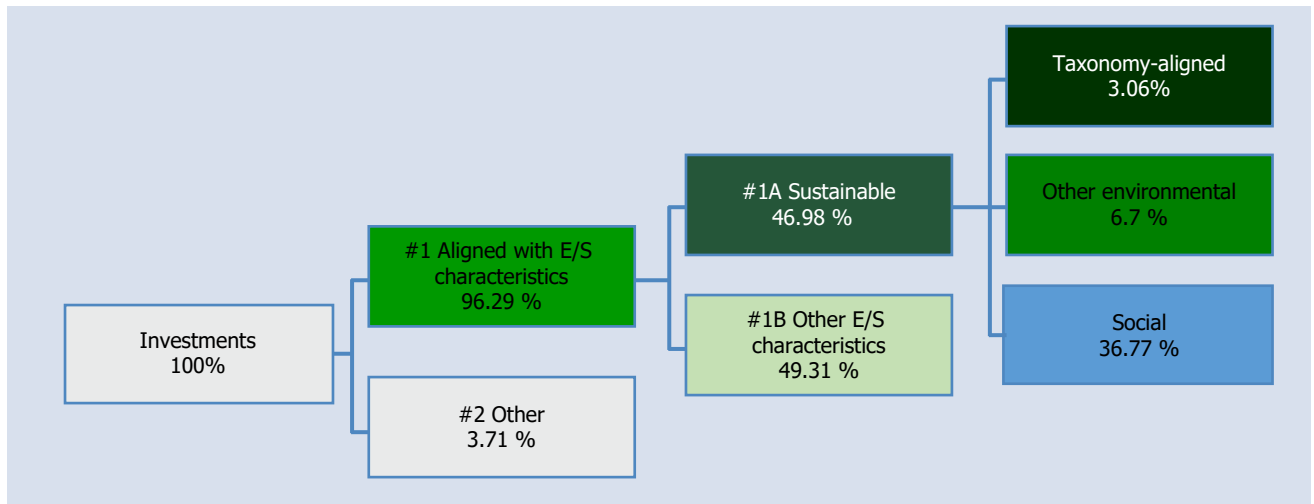 Investments
100%
#1 Aligned with E/S
characteristics
96.29 %
#2 Other
3.71 %
#1A Sustainable
46.98 %
#1B Other E/S
characteristics
49.31 %
Taxonomy-aligned
3.06%
Other environmental
6.7 %
Social
36.77 %